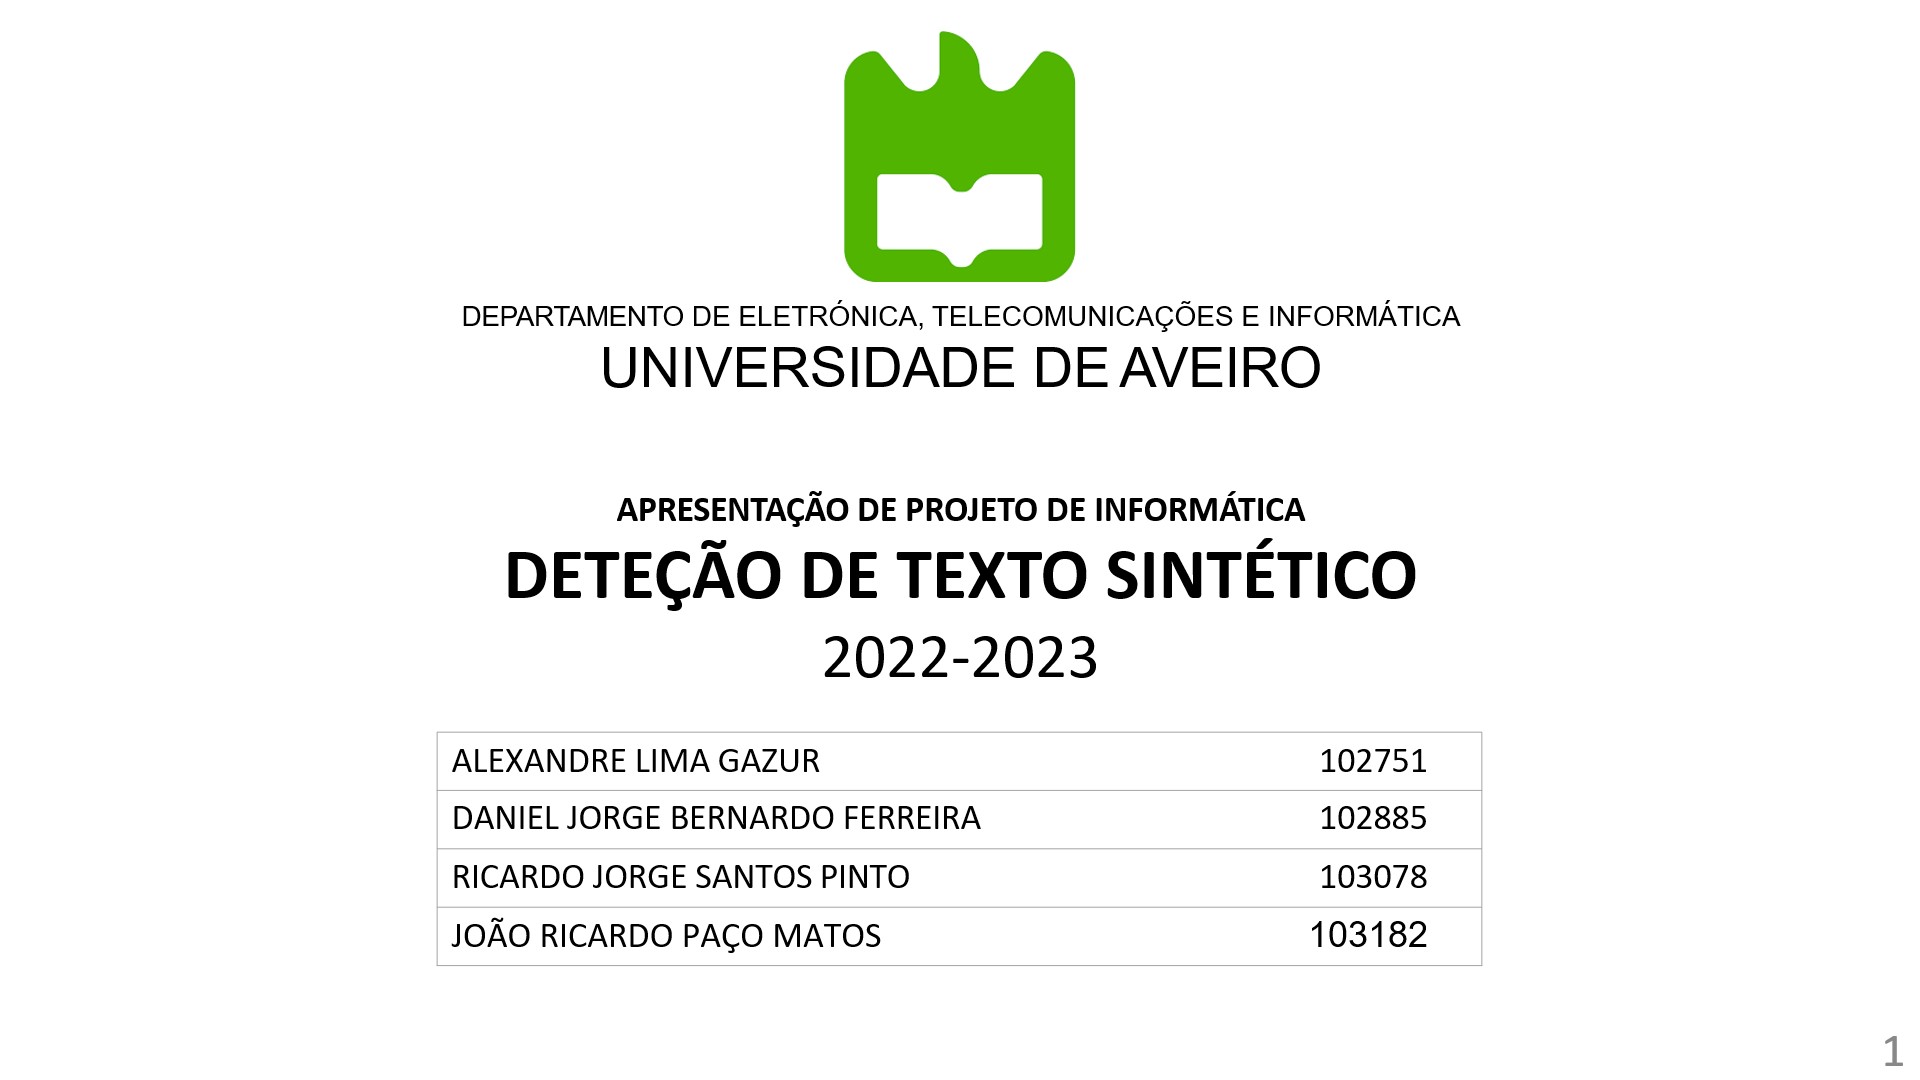 DEPARTAMENTO DE ELETRÓNICA, TELECOMUNICAÇÕES E INFORMÁTICA
UNIVERSIDADE DE AVEIRO
APRESENTAÇÃO DE PROJETO DE INFORMÁTICA
DETEÇÃO DE TEXTO SINTÉTICO
2022-2023
ALEXANDRE LIMA GAZUR 102751
DANIEL JORGE BERNARDO FERREIRA 102885
RICARDO JORGE SANTOS PINTO 103078
JOÃO RICARDO PAÇO MATOS 103182
1